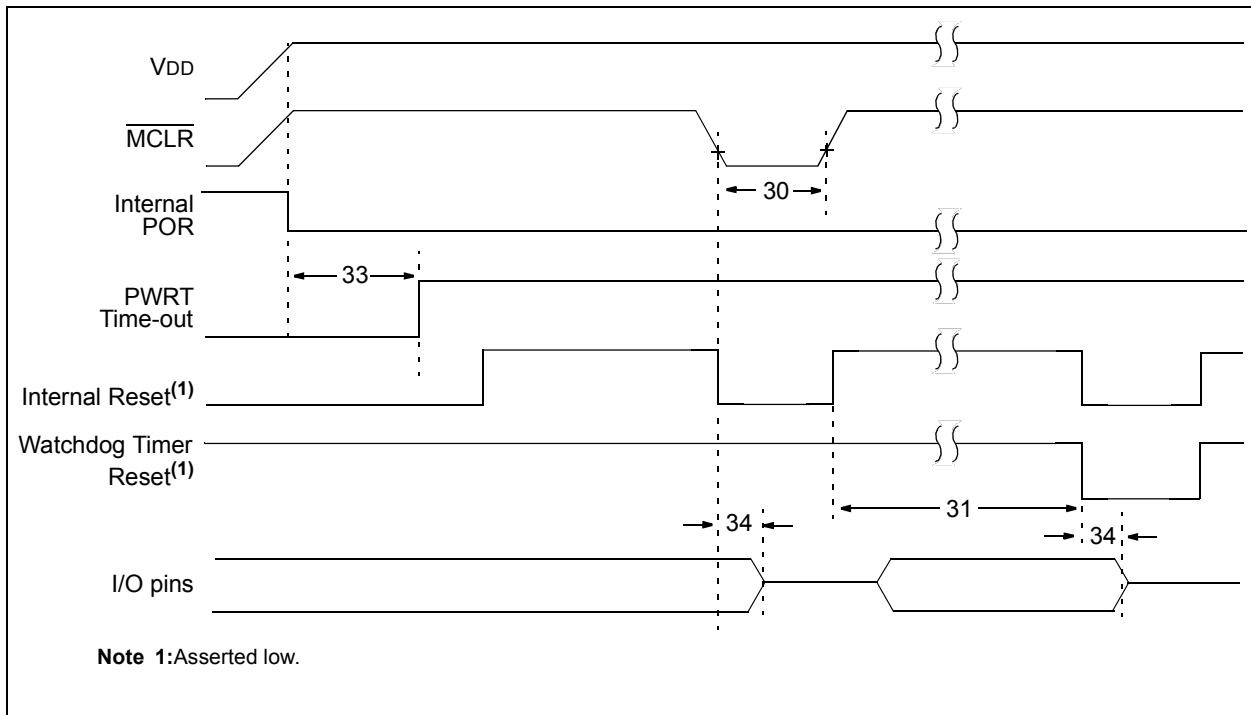 VDD
MCLR
30
Internal
POR
33
PWRT
Time-out
Internal Reset(1)
Watchdog Timer
Reset(1)
31
34
34
I/O pins
Note 1:Asserted low.